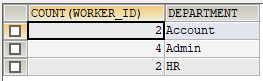 COUNT(WORKER_ID) DEPARTMENT
2 Account
4 Admin
2 HR